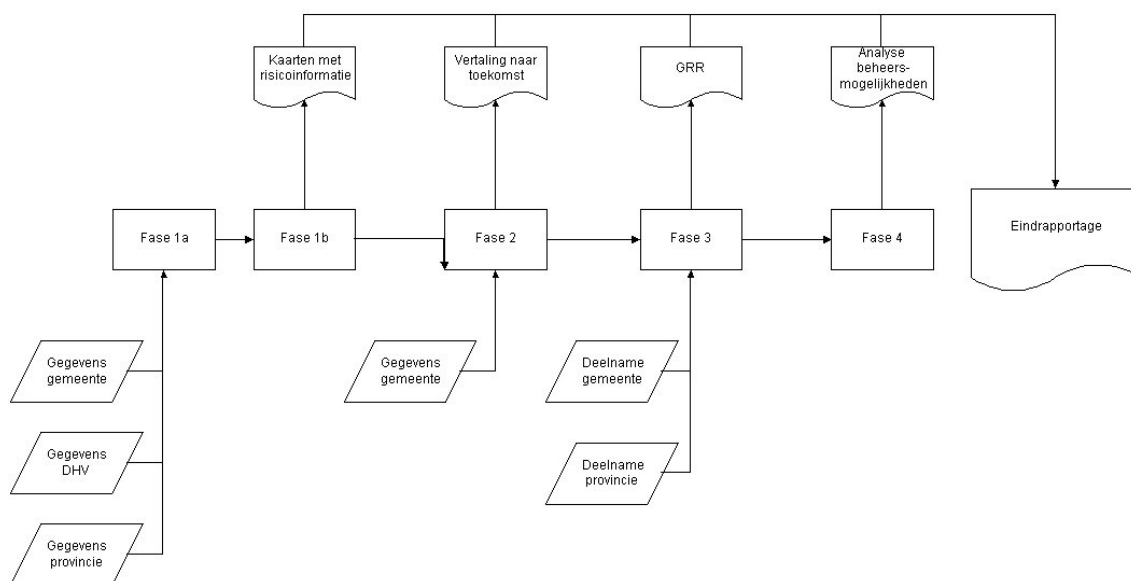 Kaarten met
risicoinformatie
Vertaling naar
toekomst
GRR
Analyse
beheers-
mogelijkheden
Fase 1a
Fase 1b
Fase 2
Fase 3
Fase 4
Eindrapportage
Gegevens
gemeente
Gegevens
gemeente
Deelname
gemeente
Gegevens
DHV
Deelname
provincie
Gegevens
provincie